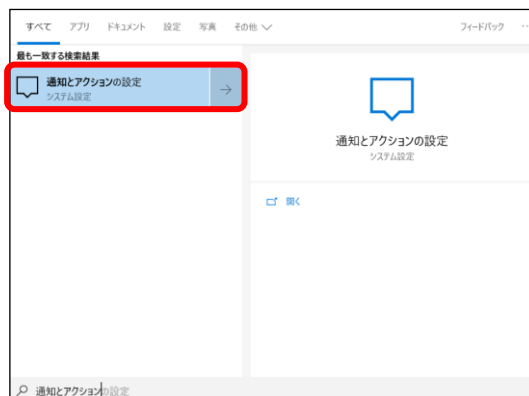 すべて アプリ ドキュメント 設定 写真 その他 フィードバック ...
最も一致する検索結果
通知とアクションの設定
システム設定
通知とアクションの設定
システム設定
開く
通知とアクションの設定